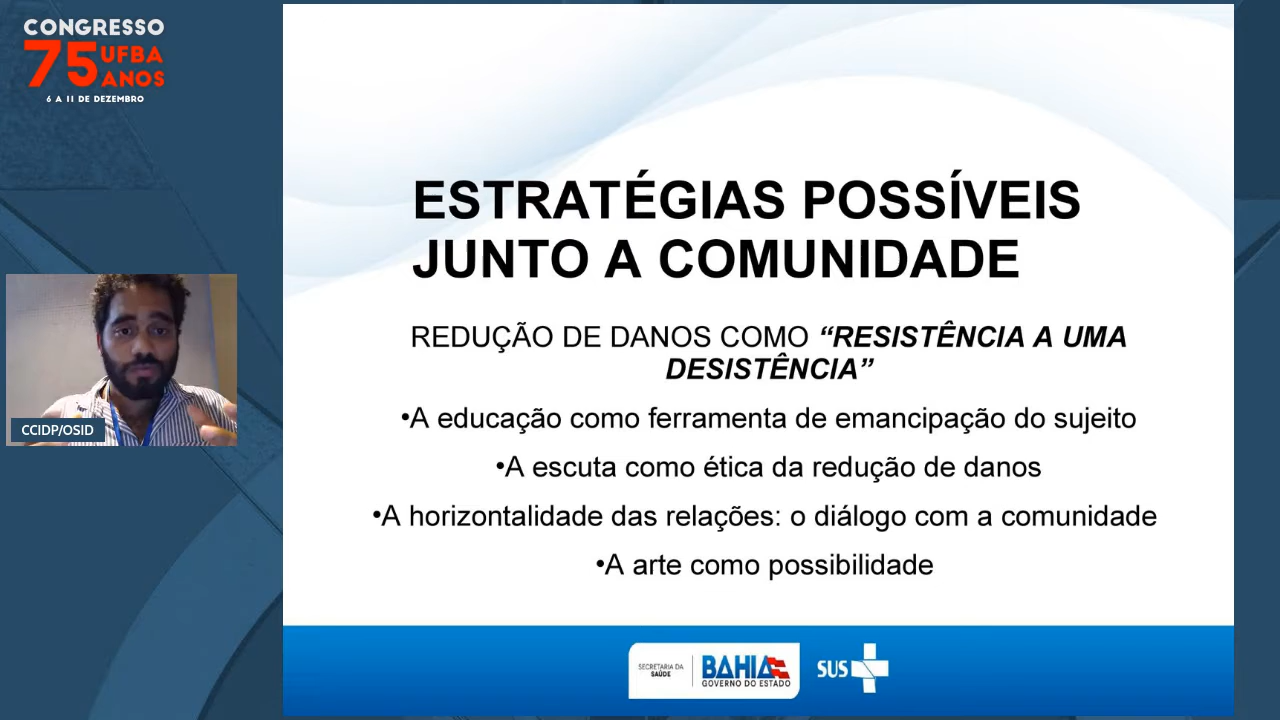 CONGRESSO
75 UFBA
ANOS
6 A 11 DE DEZEMBRO
ESTRATÉGIAS POSSÍVEIS
JUNTO A COMUNIDADE
REDUÇÃO DE DANOS COMO “RESISTÊNCIA A UMA
DESISTÊNCIA”
•A educação como ferramenta de emancipação do sujeito
•A escuta como ética da redução de danos
•A horizontalidade das relações: o diálogo com a comunidade
•A arte como possibilidade
CCIDP/OSID
SECRETARIA DA
SAÚDE
BAHIA
GOVERNO DO ESTADO
SUS